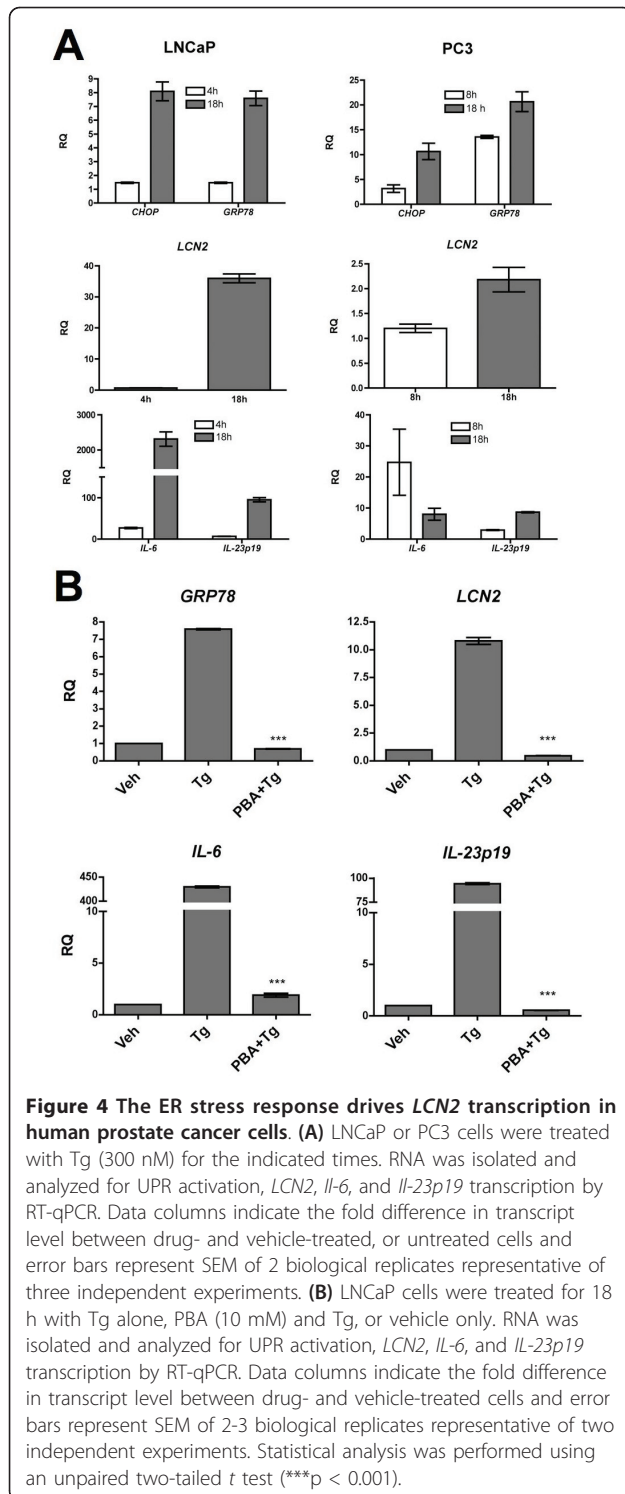 A
LNCaP
PC3
9
8
7
6
5
4
3
2
1
0
RQ
4h
18h
CHOP
GRP78
25
20
15
10
5
0
RQ
8h
18 h
CHOP
GRP78
LCN2
40
30
20
10
0
RQ
4h
18h
LCN2
2.5
2.0
1.5
1.0
0.5
0.0
RQ
8h
18h
3000
2000
100
0
RQ
4h
18h
IL-6
IL-23p19
40
30
20
10
0
RQ
8h
18h
IL-6
IL-23p19
B
GRP78
8
7
6
5
4
3
2
1
0
RQ
***
Veh
Tg
PBA+Tg
LCN2
12.5
10.0
7.5
5.0
2.5
0.0
***
Veh
Tg
PBA+Tg
IL-6
450
400
10
5
0
RQ
***
Veh
Tg
PBA+Tg
IL-23p19
100
75
10
5
0
***
Veh
Tg
PBA+Tg
Figure 4 The ER stress response drives LCN2 transcription in
human prostate cancer cells. (A) LNCaP or PC3 cells were treated
with Tg (300 nM) for the indicated times. RNA was isolated and
analyzed for UPR activation, LCN2, Il-6, and Il-23p19 transcription by
RT-qPCR. Data columns indicate the fold difference in transcript
level between drug- and vehicle-treated, or untreated cells and
error bars represent SEM of 2 biological replicates representative of
three independent experiments. (B) LNCaP cells were treated for 18
h with Tg alone, PBA (10 mM) and Tg, or vehicle only. RNA was
isolated and analyzed for UPR activation, LCN2, IL-6, and IL-23p19
transcription by RT-qPCR. Data columns indicate the fold difference
in transcript level between drug- and vehicle-treated cells and error
bars represent SEM of 2-3 biological replicates representative of two
independent experiments. Statistical analysis was performed using
an unpaired two-tailed t test (***p < 0.001).